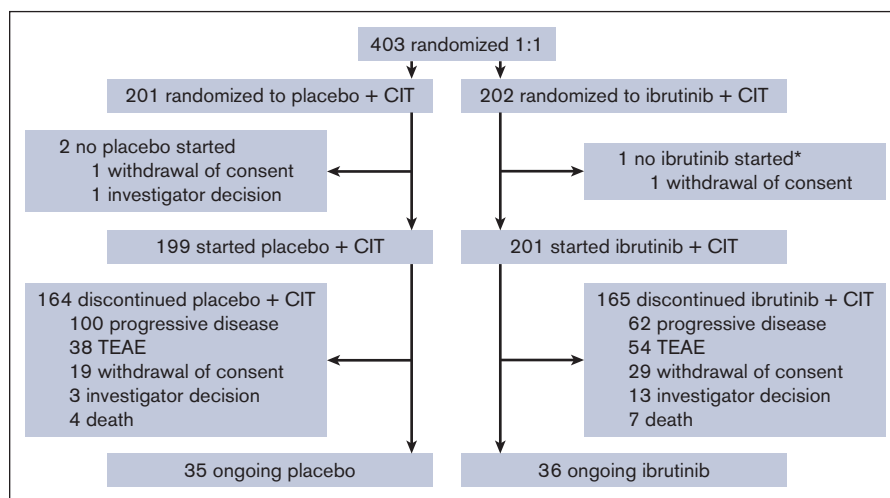 403 randomized 1:1
201 randomized to placebo + CIT
202 randomized to ibrutinib + CIT
2 no placebo started
1 withdrawal of consent
1 investigator decision
1 no ibrutinib started*
1 withdrawal of consent
199 started placebo + CIT
201 started ibrutinib + CIT
164 discontinued placebo + CIT
100 progressive disease
38 TEAE
19 withdrawal of consent
3 investigator decision
4 death
165 discontinued ibrutinib + CIT
62 progressive disease
54 TEAE
29 withdrawal of consent
13 investigator decision
7 death
35 ongoing placebo
36 ongoing ibrutinib